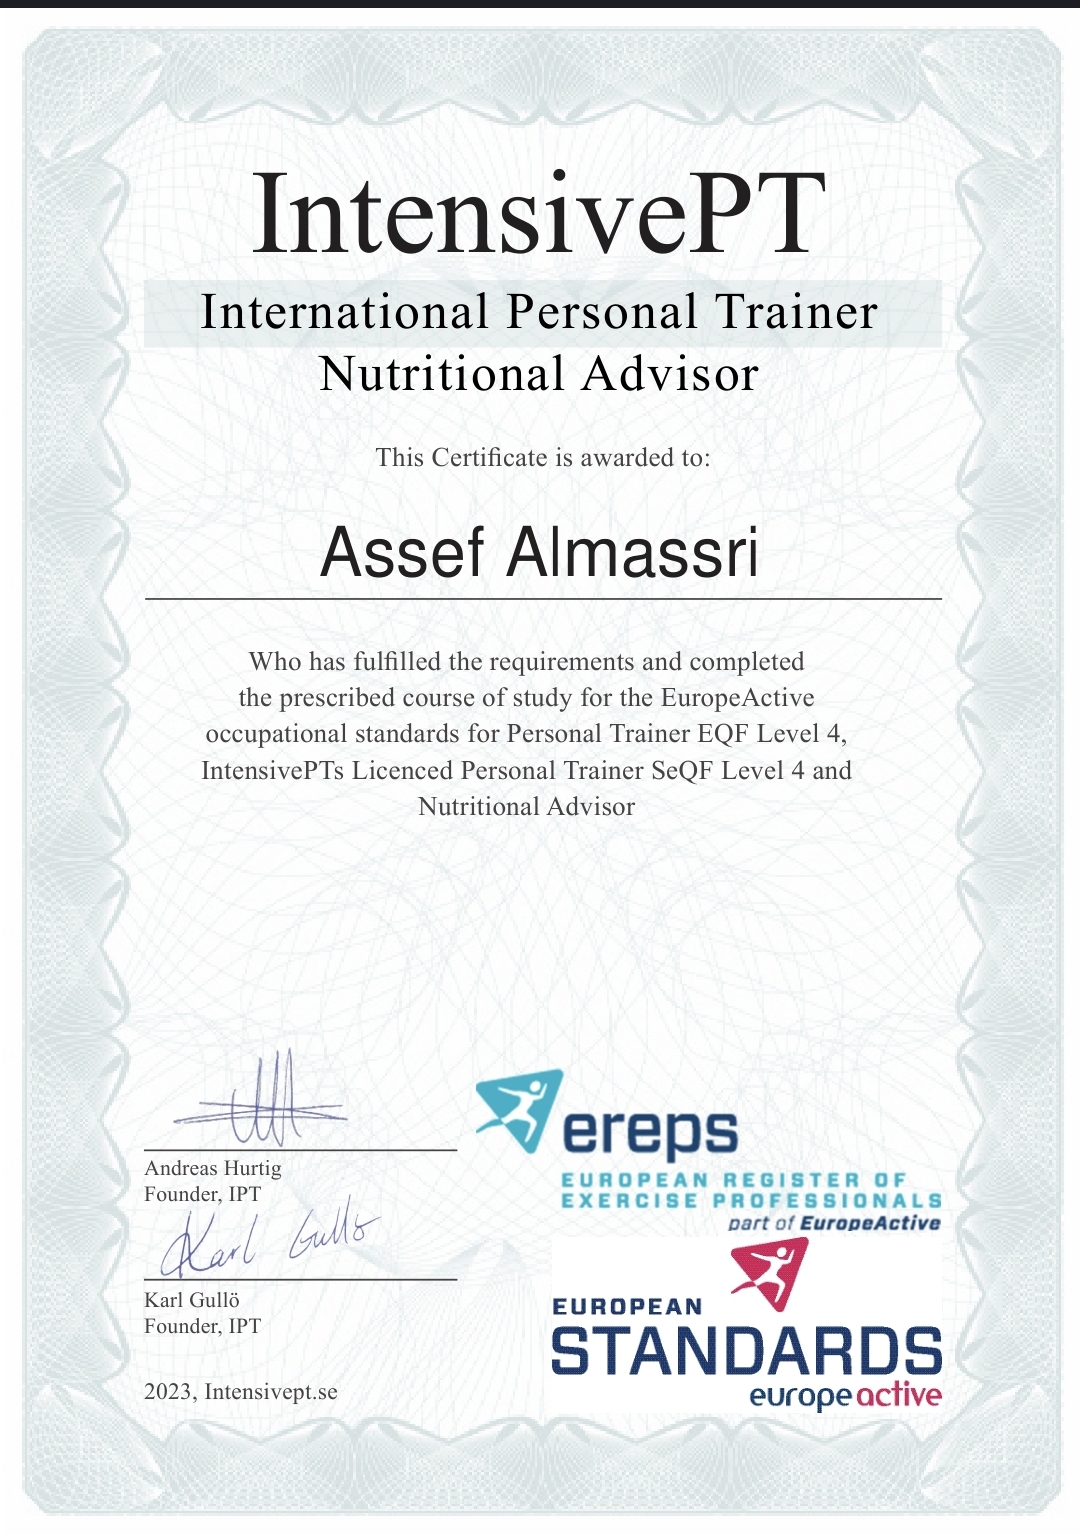 IntensivePT
International Personal Trainer
Nutritional Advisor
This Certificate is awarded to:
Assef Almassri
Who has fulfilled the requirements and completed
the prescribed course of study for the EuropeActive
occupational standards for Personal Trainer EQF Level 4,
IntensivePTs Licenced Personal Trainer SeQF Level 4 and
Nutritional Advisor
Andreas Hurtig
Founder, IPT
Karl Gullö
Karl Gullö
Founder, IPT
2023, Intensivept.se
ereps
EUROPEAN REGISTER OF
EXERCISE PROFESSIONALS
part of EuropeActive
EUROPEAN
STANDARDS
europeactive